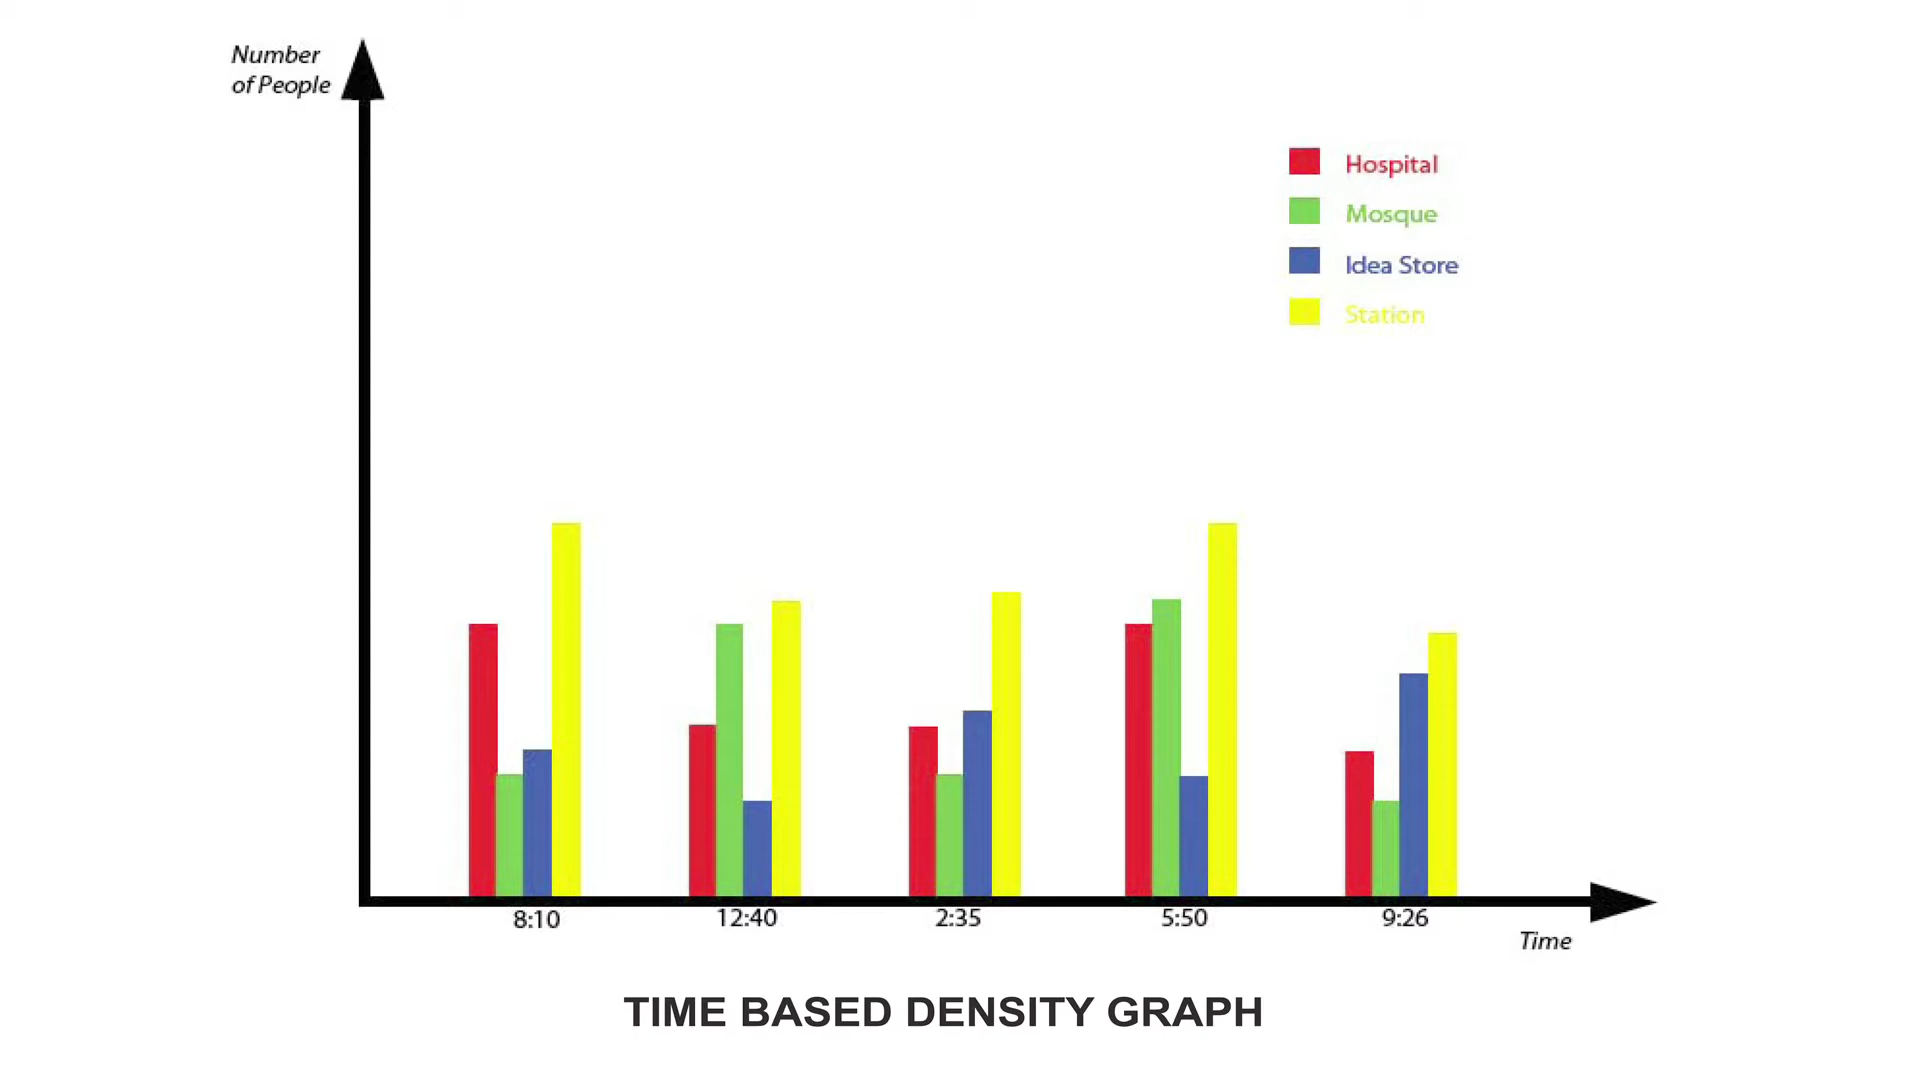 Number
of People
Hospital
Mosque
Idea Store
Station
8:10
12:40
2:35
5:50
9:26
Time
TIME BASED DENSITY GRAPH